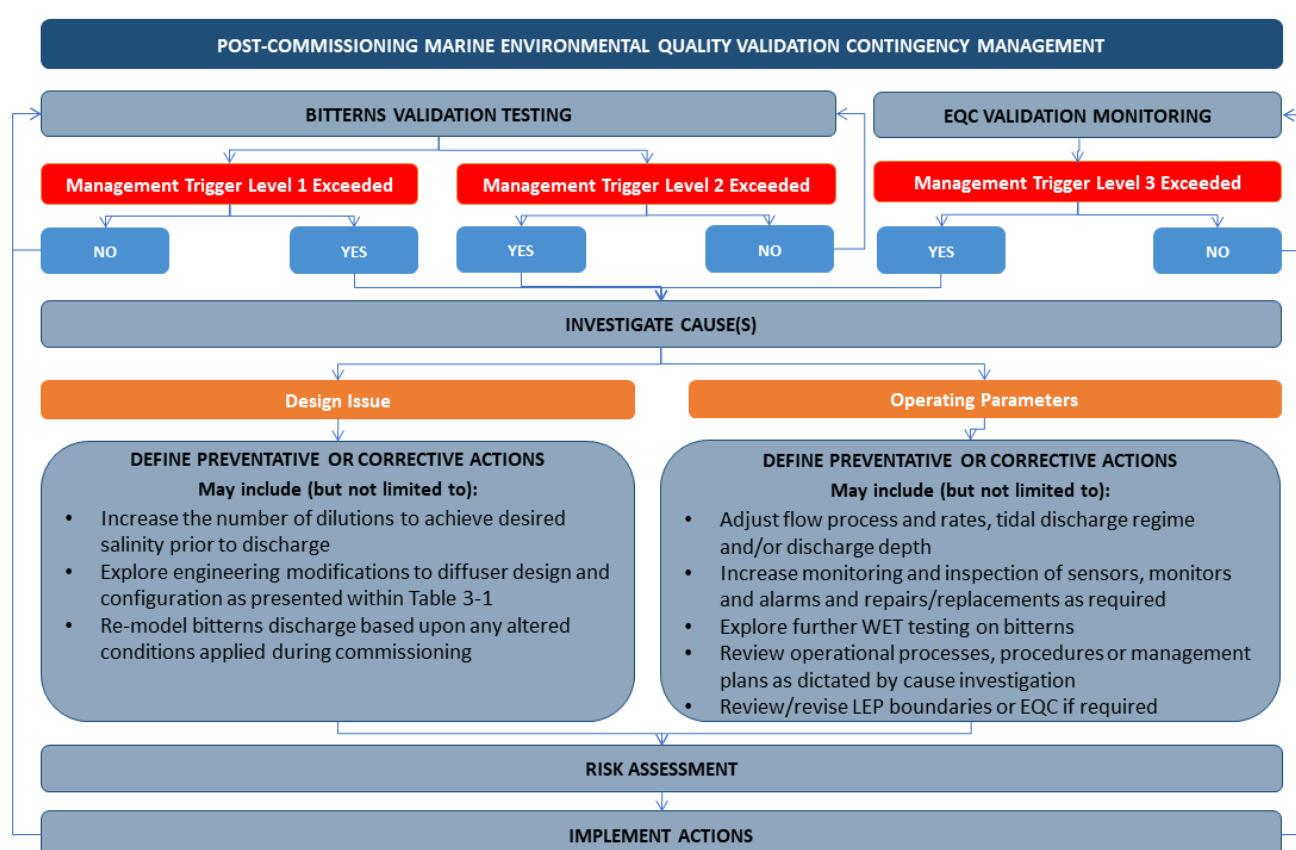 POST-COMMISSIONING MARINE ENVIRONMENTAL QUALITY VALIDATION CONTINGENCY MANAGEMENT
BITTERNS VALIDATION TESTING
EQC VALIDATION MONITORING
Management Trigger Level 1 Exceeded
Management Trigger Level 2 Exceeded
Management Trigger Level 3 Exceeded
NO
YES
YES
NO
YES
NO
INVESTIGATE CAUSE(S)
Design Issue
Operating Parameters
DEFINE PREVENTATIVE OR CORRECTIVE ACTIONS
May include (but not limited to):
• Increase the number of dilutions to achieve desired
salinity prior to discharge
• Explore engineering modifications to diffuser design and
configuration as presented within Table 3-1
• Re-model bitterns discharge based upon any altered
conditions applied during commissioning
DEFINE PREVENTATIVE OR CORRECTIVE ACTIONS
May include (but not limited to):
• Adjust flow process and rates, tidal discharge regime
and/or discharge depth
• Increase monitoring and inspection of sensors, monitors
and alarms and repairs/replacements as required
• Explore further WET testing on bitterns
• Review operational processes, procedures or management
plans as dictated by cause investigation
• Review/revise LEP boundaries or EQC if required
RISK ASSESSMENT
IMPLEMENT ACTIONS